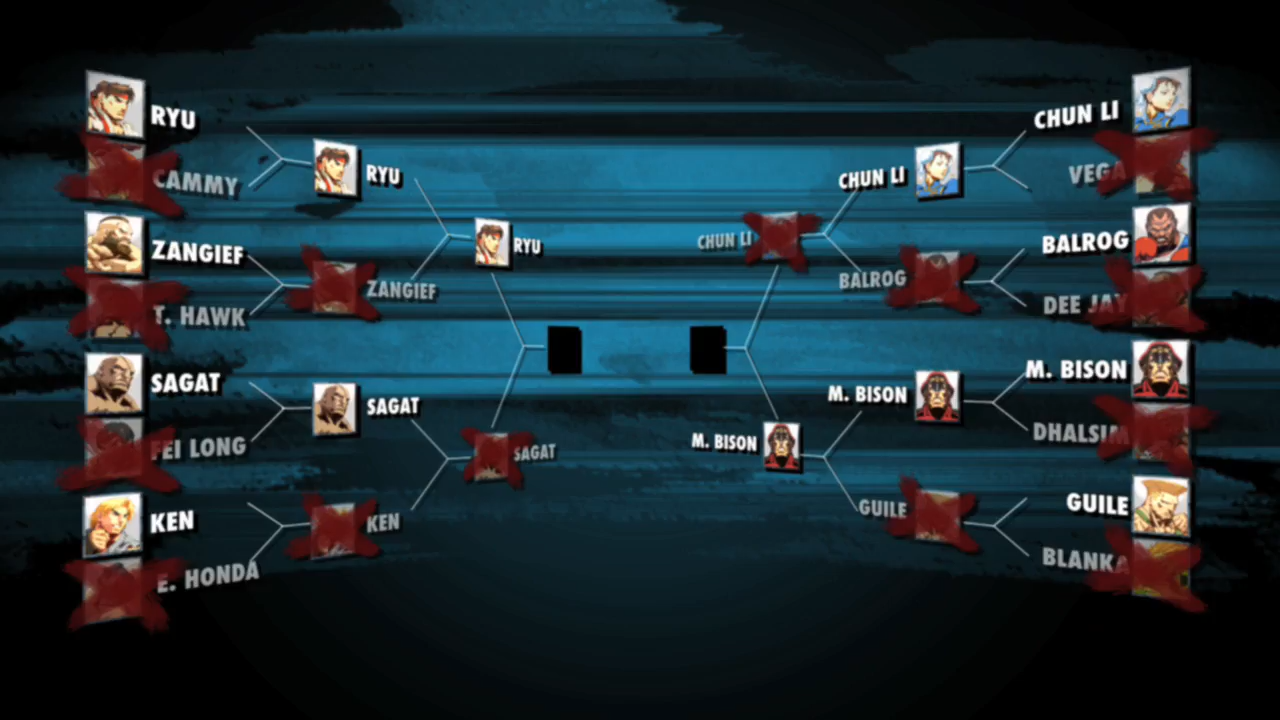 RYU
CAMMY
ZANGIEF
T. HAWK
SAGAT
FEI LONG
KEN
E. HONDA
RYU
ZANGIEF
SAGAT
KEN
RYU
SAGAT
CHUN LI
M. BISON
CHUN LI
BALROG
M. BISON
GUILE
CHUN LI
VEGA
BALROG
DEE JAY
M. BISON
DHALSIM
GUILE
BLANKA